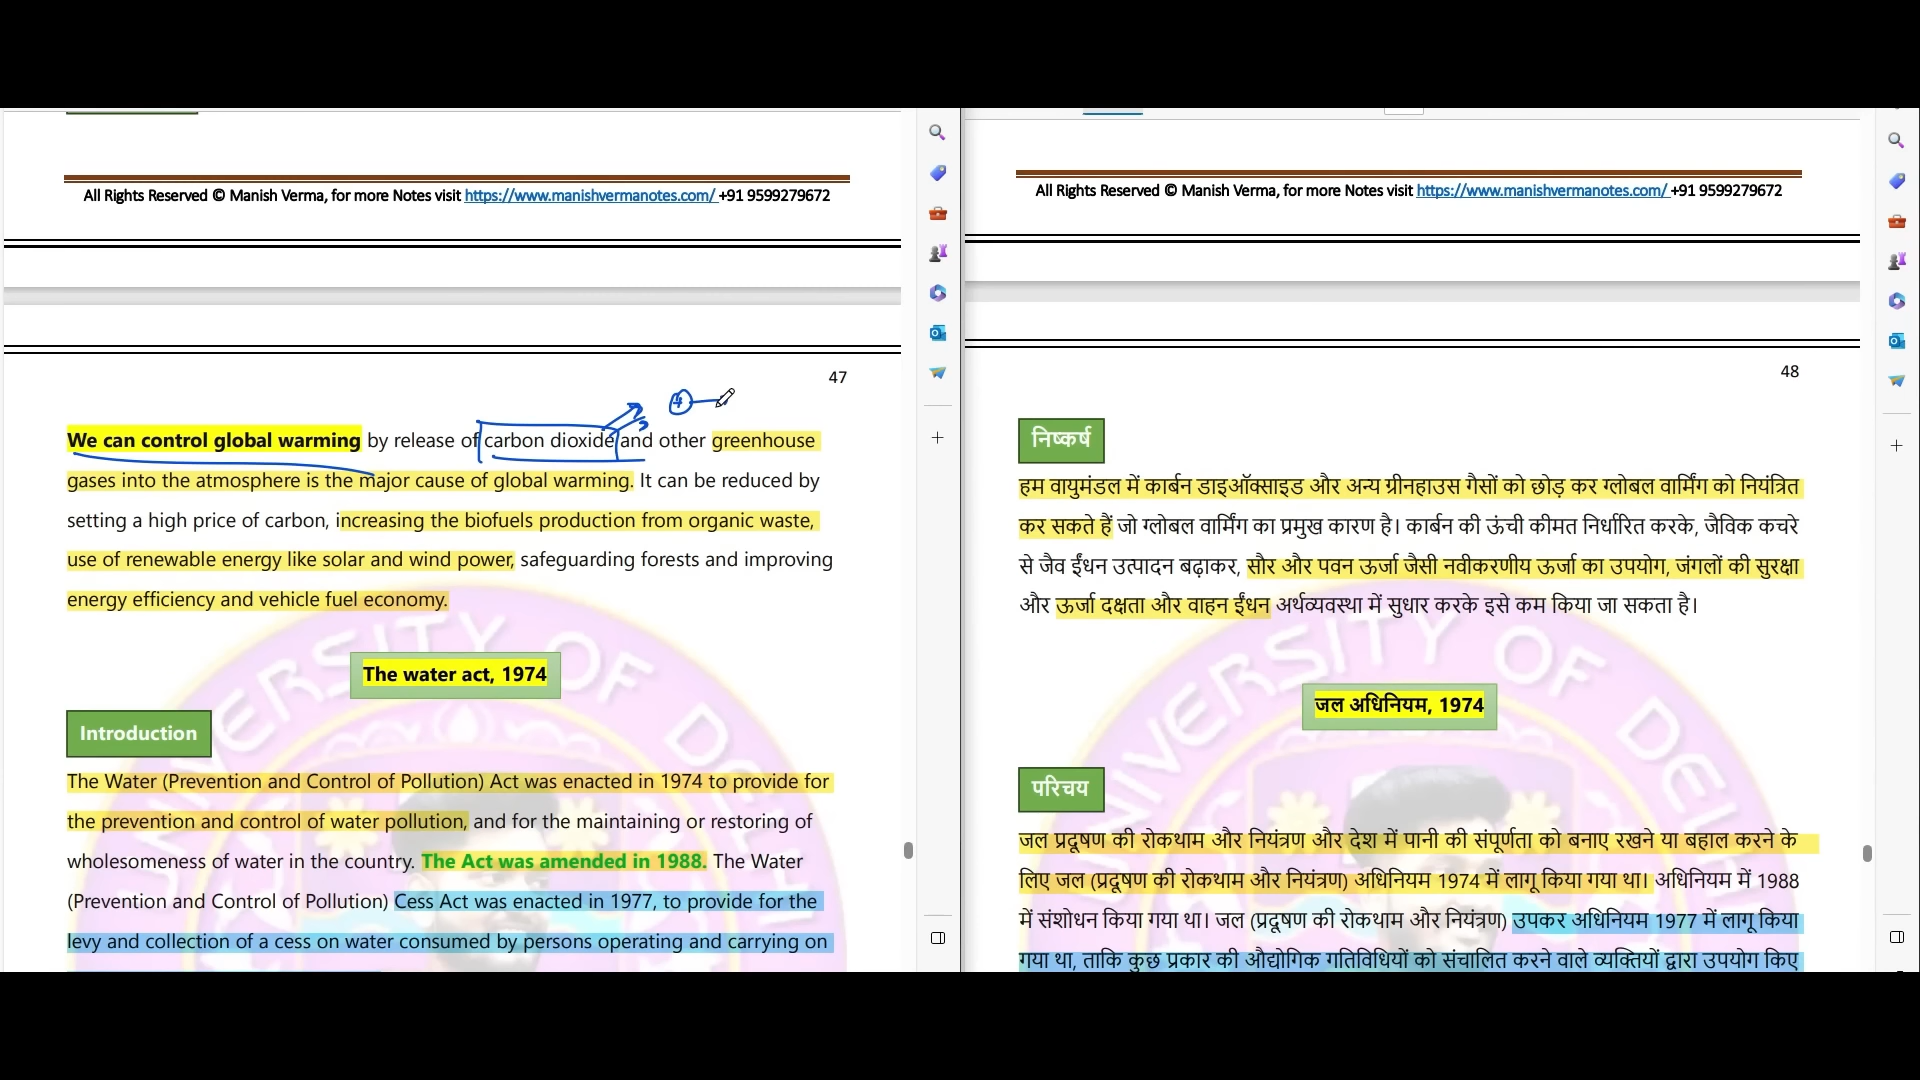 All Rights Reserved © Manish Verma, for more Notes visit https://www.manishvermanotes.com/ +91 9599279672
47
4
We can control global warming by release of carbon dioxide and other greenhouse
gases into the atmosphere is the major cause of global warming. It can be reduced by
setting a high price of carbon, increasing the biofuels production from organic waste,
use of renewable energy like solar and wind power, safeguarding forests and improving
energy efficiency and vehicle fuel economy.
The water act, 1974
Introduction
The Water (Prevention and Control of Pollution) Act was enacted in 1974 to provide for
the prevention and control of water pollution, and for the maintaining or restoring of
wholesomeness of water in the country. The Act was amended in 1988. The Water
(Prevention and Control of Pollution) Cess Act was enacted in 1977, to provide for the
levy and collection of a cess on water consumed by persons operating and carrying on
UNIVERSITY OF DELHI
All Rights Reserved © Manish Verma, for more Notes visit https://www.manishvermanotes.com/ +91 9599279672
48
निष्कर्ष
हम वायुमंडल में कार्बन डाइऑक्साइड और अन्य ग्रीनहाउस गैसों को छोड़ कर ग्लोबल वार्मिंग को नियंत्रित
कर सकते हैं जो ग्लोबल वार्मिंग का प्रमुख कारण है। कार्बन की ऊंची कीमत निर्धारित करके, जैविक कचरे
से जैव ईंधन उत्पादन बढ़ाकर, सौर और पवन ऊर्जा जैसी नवीकरणीय ऊर्जा का उपयोग, जंगलों की सुरक्षा
और ऊर्जा दक्षता और वाहन ईंधन अर्थव्यवस्था में सुधार करके इसे कम किया जा सकता है।
जल अधिनियम, 1974
परिचय
जल प्रदूषण की रोकथाम और नियंत्रण और देश में पानी की संपूर्णता को बनाए रखने या बहाल करने के
लिए जल (प्रदूषण की रोकथाम और नियंत्रण) अधिनियम 1974 में लागू किया गया था। अधिनियम में 1988
में संशोधन किया गया था। जल (प्रदूषण की रोकथाम और नियंत्रण) उपकर अधिनियम 1977 में लागू किया
गया था, ताकि कुछ प्रकार की औद्योगिक गतिविधियों को संचालित करने वाले व्यक्तियों द्वारा उपयोग किए
UNIVERSITY OF DELHI